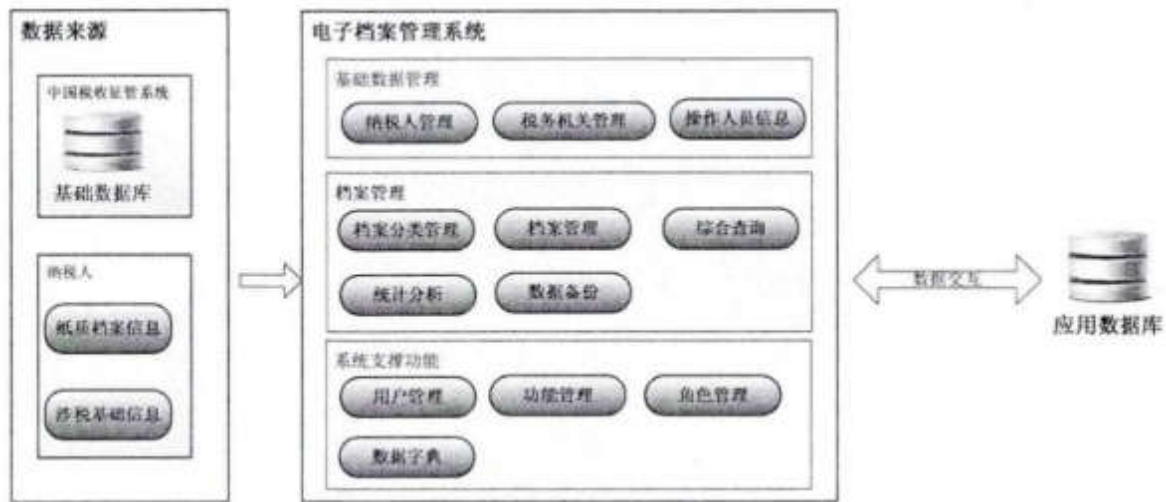 数据来源
中国税收征管系统
基础数据库
纳税人
纸质档案信息
涉税基础信息
电子档案管理系统
基础数据管理
纳税人管理
税务机关管理
操作人员信息
档案管理
档案分类管理
档案管理
综合查询
统计分析
数据备份
系统支撑功能
用户管理
功能管理
角色管理
数据字典
数据交互
应用数据库